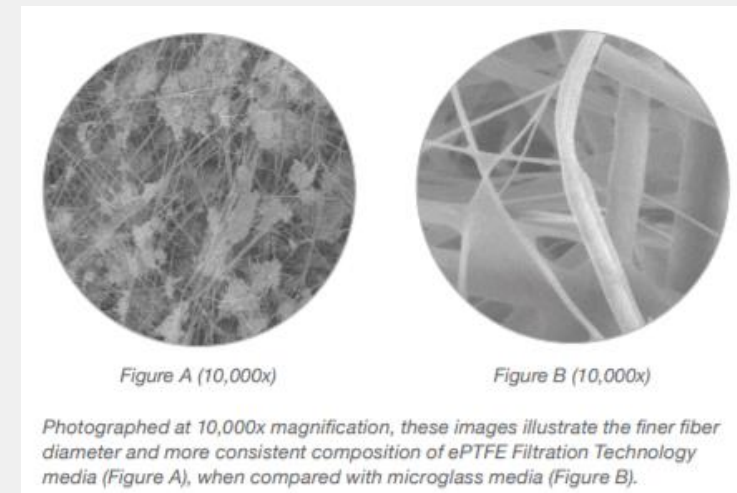 Figure A (10,000x)
Figure B (10,000x)
Photographed at 10,000x magnification, these images illustrate the finer fiber
diameter and more consistent composition of ePTFE Filtration Technology
media (Figure A), when compared with microglass media (Figure B).